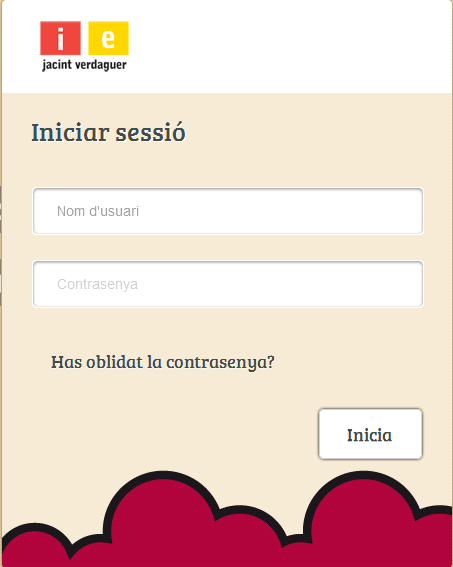 i e
jacint verdaguer
Iniciar sessió
Nom d'usuari
Contrasenya
Has oblidat la contrasenya?
Inicia